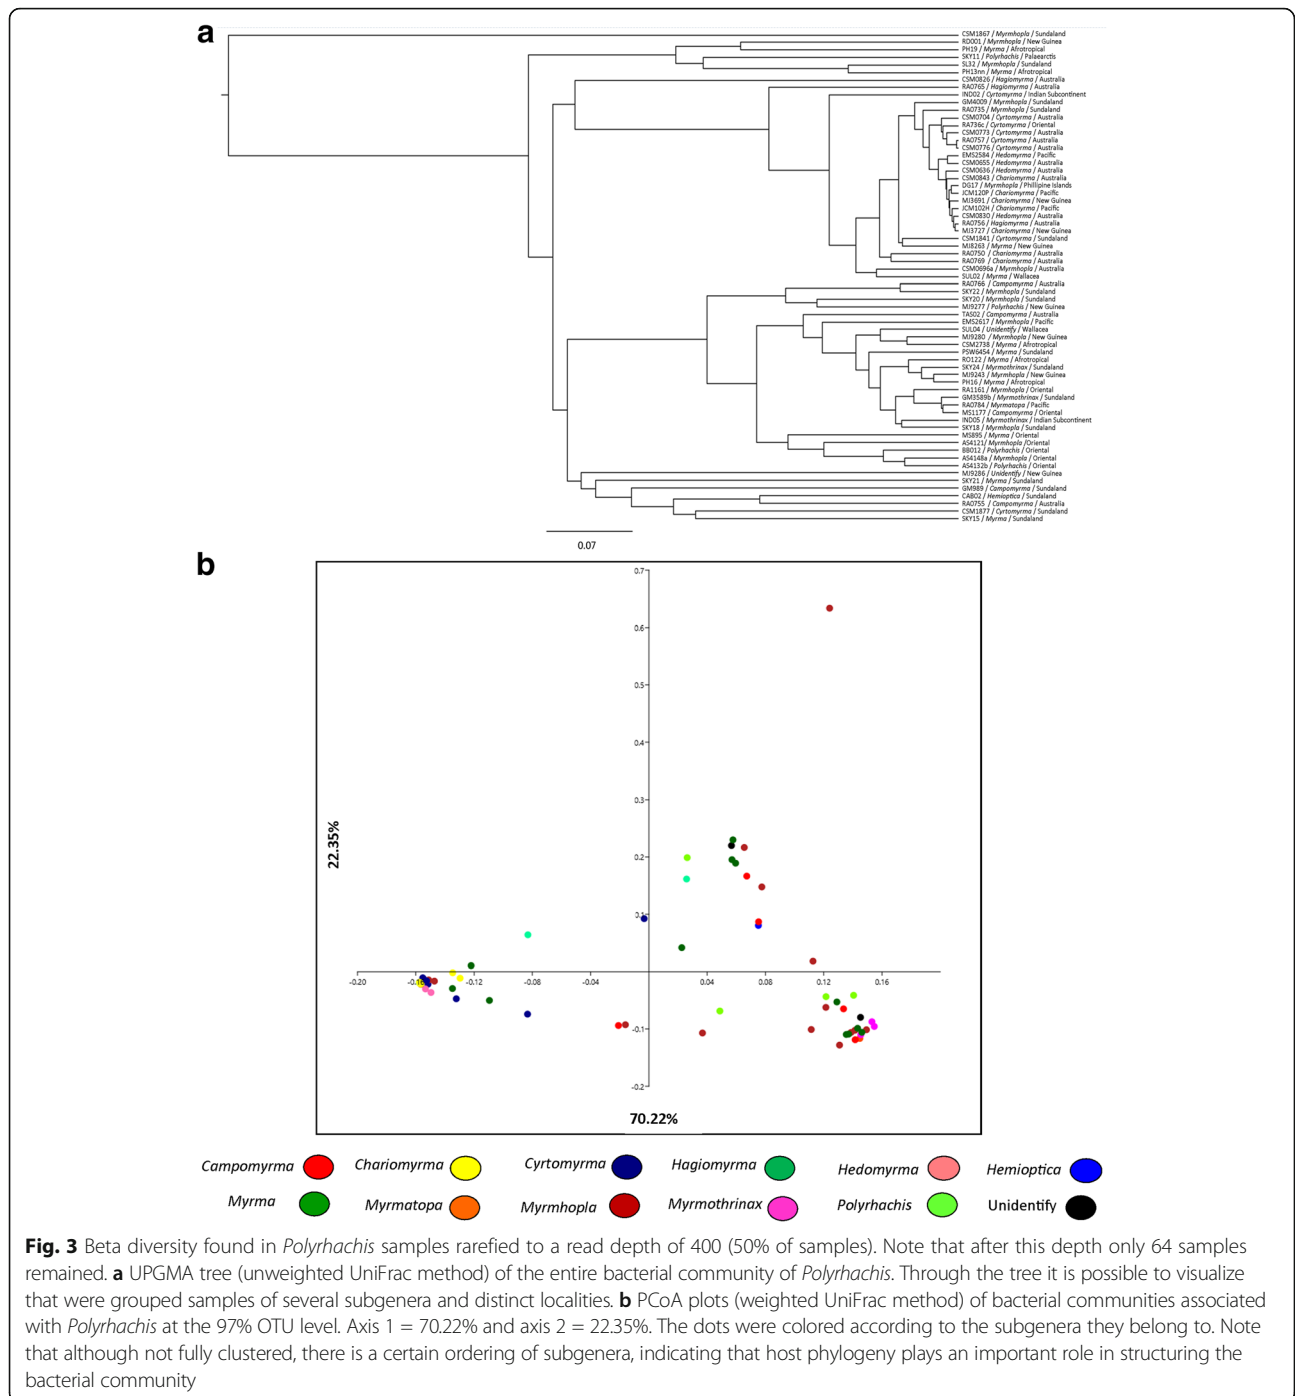 a
CSM1867 / Myrmhopla / Sundaland
RD001 / Myrmhopla / New Guinea
PH19 / Myrma / Afrotropical
SKY11 / Polyrhachis / Palaearctis
SL32 / Myrmhopla / Sundaland
PH13nn / Myrma / Afrotropical
CSM0826 / Hagiomyrma / Australia
RA0765 / Hagiomyrma / Australia
IND02 / Cyrtomyrma / Indian Subcontinent
GM4009 / Myrmhopla / Sundaland
RA0735 / Myrmhopla / Sundaland
CSM0704 / Cyrtomyrma / Australia
RA736c / Cyrtomyrma / Oriental
CSM0773 / Cyrtomyrma / Australia
RA0757 / Cyrtomyrma / Australia
CSM0776 / Cyrtomyrma / Australia
EMS2584 / Hedomyrma / Pacific
CSM0655 / Hedomyrma / Australia
CSM0636 / Hedomyrma / Australia
CSM0843 / Chariomyrma / Australia
DG17 / Myrmhopla / Phillipine Islands
JCM120P / Chariomyrma / Pacific
MJ3691 / Chariomyrma / New Guinea
JCM102H / Chariomyrma / Pacific
CSM0830 / Hedomyrma / Australia
RA0756 / Hagiomyrma / Australia
MJ3727 / Chariomyrma / New Guinea
CSM1841 / Cyrtomyrma / Sundaland
MJ8263 / Myrma / New Guinea
RA0750 / Chariomyrma / Australia
RA0769 / Chariomyrma / Australia
CSM0696a / Myrmhopla / Australia
SUL02 / Myrma / Wallacea
RA0766 / Campomyrma / Australia
SKY22 / Myrmhopla / Sundaland
SKY20 / Myrmhopla / Sundaland
MJ9277 / Polyrhachis / New Guinea
TAS02 / Campomyrma / Australia
EMS2617 / Myrmhopla / Pacific
SUL04 / Unidentify / Wallacea
MJ9280 / Myrmhopla / New Guinea
CSM2738 / Myrma / Afrotropical
PSW6454 / Myrma / Sundaland
RO122 / Myrma / Afrotropical
SKY24 / Myrmothrinax / Sundaland
MJ9243 / Myrmhopla / New Guinea
PH16 / Myrma / Afrotropical
RA1161 / Myrmhopla / Oriental
GM3589b / Myrmothrinax / Sundaland
RA0784 / Myrmatopa / Pacific
MS1177 / Campomyrma / Oriental
IND05 / Myrmothrinax / Indian Subcontinent
SKY18 / Myrmhopla / Sundaland
MS895 / Myrma / Oriental
AS4121/ Myrmhopla /Oriental
BB012 / Polyrhachis / Oriental
AS4148a / Myrmhopla / Oriental
AS4132b / Polyrhachis / Oriental
MJ9286 / Unidentify / New Guinea
SKY21 / Myrma / Sundaland
GM989 / Campomyrma / Sundaland
CAB02 / Hemioptica / Sundaland
RA0755 / Campomyrma / Australia
CSM1877 / Cyrtomyrma / Sundaland
SKY15 / Myrma / Sundaland
0.07
b
0.7
0.6
0.5
0.4
0.3
0.2
0.1
-0.20 -0.16 -0.12 -0.08 -0.04 0.04 0.08 0.12 0.16
-0.1
-0.2
22.35%
70.22%
Campomyrma Chariomyrma Cyrtomyrma Hagiomyrma Hedomyrma Hemioptica
Myrma Myrmatopa Myrmhopla Myrmothrinax Polyrhachis Unidentify
Fig. 3 Beta diversity found in Polyrhachis samples rarefied to a read depth of 400 (50% of samples). Note that after this depth only 64 samples
remained. a UPGMA tree (unweighted UniFrac method) of the entire bacterial community of Polyrhachis. Through the tree it is possible to visualize
that were grouped samples of several subgenera and distinct localities. b PCoA plots (weighted UniFrac method) of bacterial communities associated
with Polyrhachis at the 97% OTU level. Axis 1 = 70.22% and axis 2 = 22.35%. The dots were colored according to the subgenera they belong to. Note
that although not fully clustered, there is a certain ordering of subgenera, indicating that host phylogeny plays an important role in structuring the
bacterial community